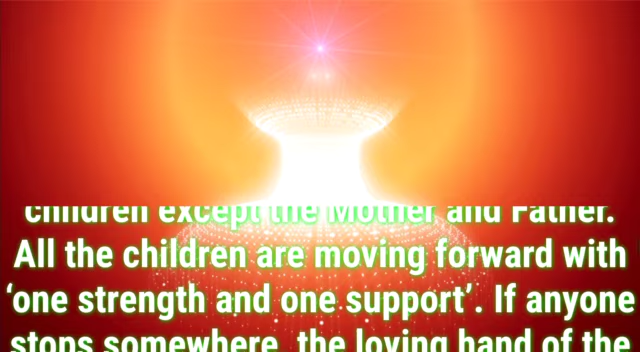 children except the Mother and Father.
All the children are moving forward with
‘one strength and one support’. If anyone
stops somewhere, the loving hand of the